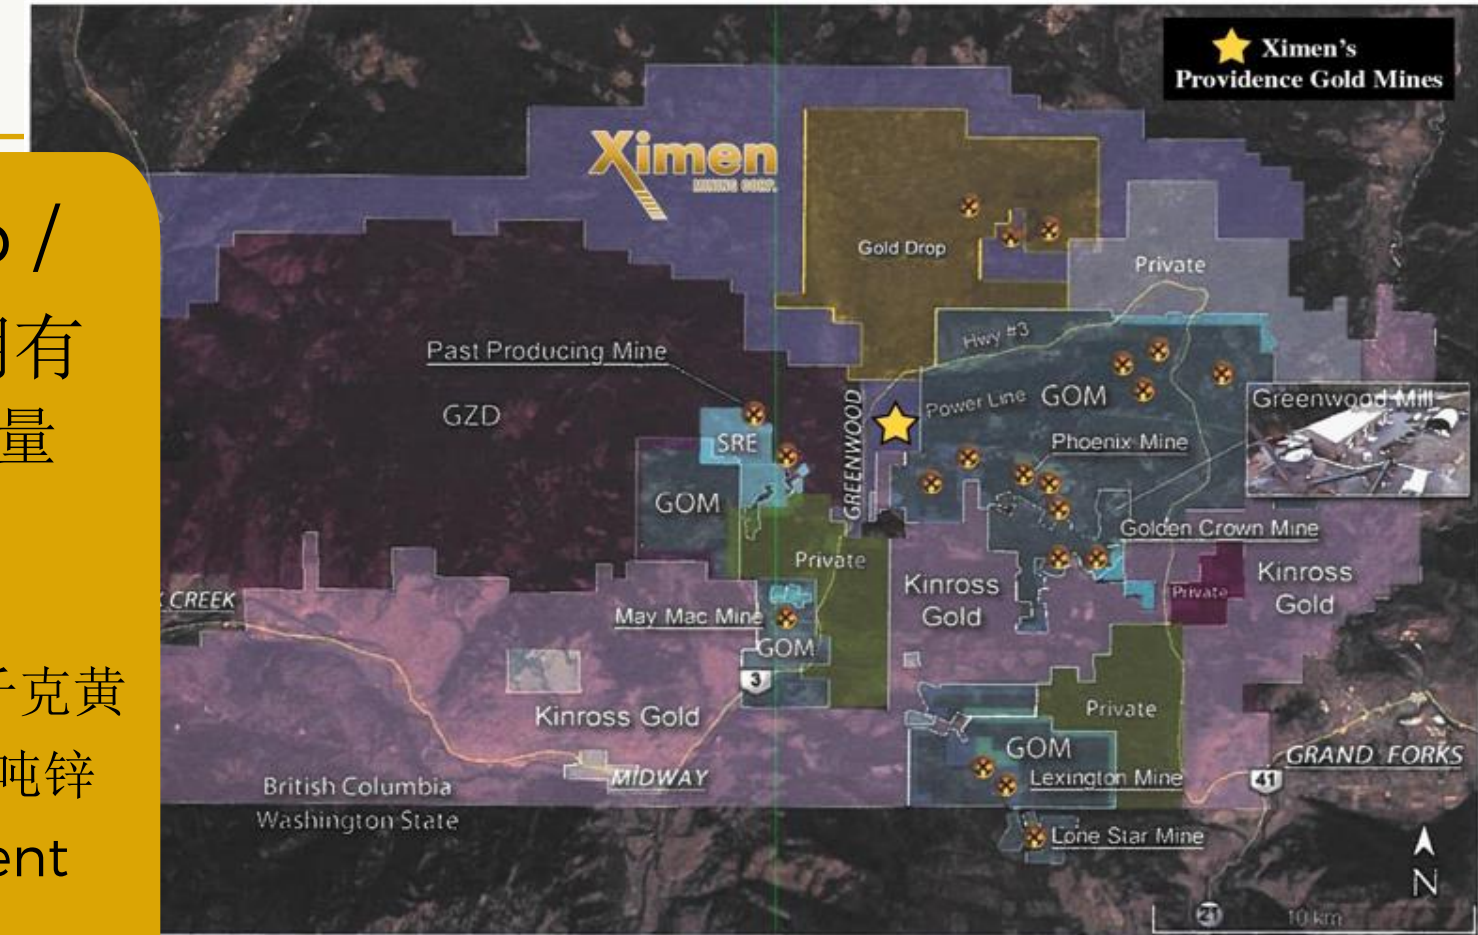 Ximen's
Providence Gold Mines
Ximen
MINING CORP.
/
有
量
克黄
吨锌
ent
Gold Drop
Private
Hwy #3
Past Producing Mine
GZD
Power Line
GOM
Greenwood Mill
SRE
GREENWOOD
Phoenix Mine
GOM
Golden Crown Mine
Private
Kinross
Gold
Private
Kinross
Gold
CREEK
May Mac Mine
GOM
3
Kinross Gold
Private
GOM
MIDWAY
Lexington Mine
GRAND FORKS
41
British Columbia
Washington State
Lone Star Mine
N
21
10 km